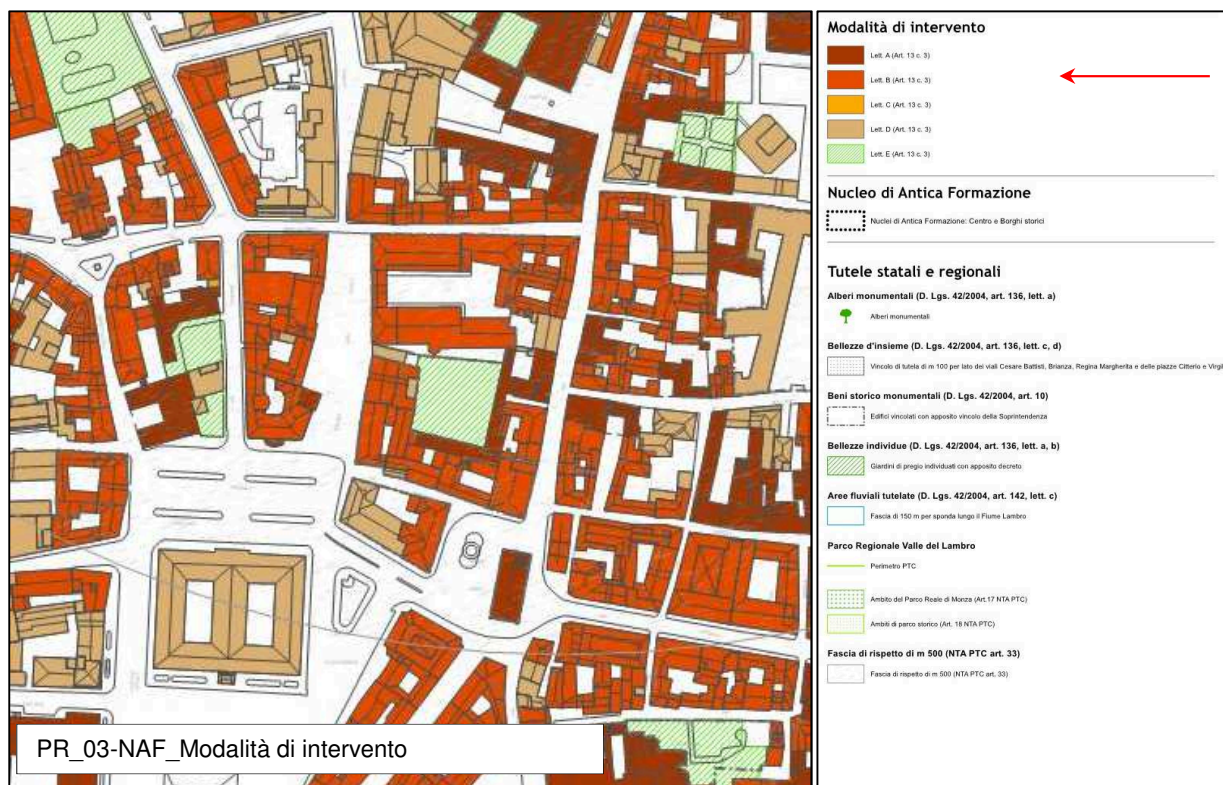 PR_03-NAF_Modalità di intervento
Modalità di intervento
Lett. A (Art. 13 c. 3)
Lett. B (Art. 13 c. 3)
Lett. C (Art. 13 c. 3)
Lett. D (Art. 13 c. 3)
Lett. E (Art. 13 c. 3)
Nucleo di Antica Formazione
Nuclei di Antica Formazione: Centro e Borghi storici
Tutele statali e regionali
Alberi monumentali (D. Lgs. 42/2004, art. 136, lett. a)
Alberi monumentali
Bellezze d'insieme (D. Lgs. 42/2004, art. 136, lett. c, d)
Vincolo di tutela di m 100 per lato dei viali Cesare Battisti, Brianza, Regina Margherita e delle piazze Citterio e Virgil
Beni storico monumentali (D. Lgs. 42/2004, art. 10)
Edifici vincolati con apposito vincolo della Soprintendenza
Bellezze individue (D. Lgs. 42/2004, art. 136, lett. a, b)
Giardini di pregio individuati con apposito decreto
Aree fluviali tutelate (D. Lgs. 42/2004, art. 142, lett. c)
Fascia di 150 m per sponda lungo il Fiume Lambro
Parco Regionale Valle del Lambro
Perimetro PTC
Ambito del Parco Reale di Monza (Art.17 NTA PTC)
Ambiti di parco storico (Art. 18 NTA PTC)
Fascia di rispetto di m 500 (NTA PTC art. 33)
Fascia di rispetto di m 500 (NTA PTC art. 33)